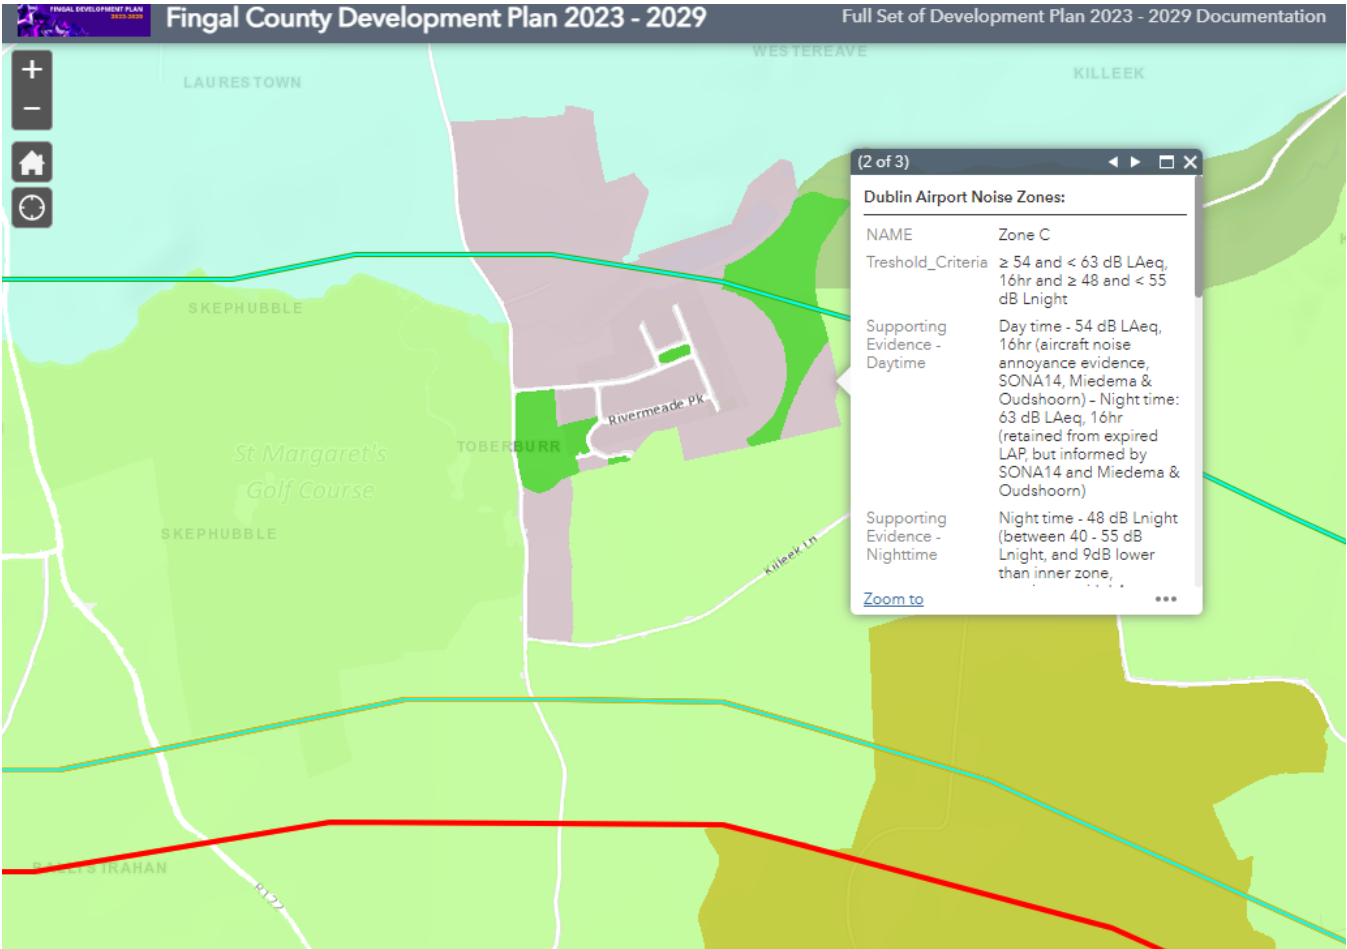 FINGAL DEVELOPMENT PLAN
2023-2029
Fingal County Development Plan 2023 - 2029
Full Set of Development Plan 2023 - 2029 Documentation
WESTEREAVE
LAURESTOWN
KILLEEK
+
−
(2 of 3)
Dublin Airport Noise Zones:
NAME Zone C
Treshold_Criteria ≥ 54 and < 63 dB LAeq,
16hr and ≥ 48 and < 55
dB Lnight
Supporting Day time - 54 dB LAeq,
Evidence - 16hr (aircraft noise
Daytime annoyance evidence,
SONA14, Miedema &
Oudshoorn) – Night time:
63 dB LAeq, 16hr
(retained from expired
LAP, but informed by
SONA14 and Miedema &
Oudshoorn)
Supporting Night time - 48 dB Lnight
Evidence - (between 40 - 55 dB
Nighttime Lnight, and 9dB lower
than inner zone,
Zoom to
SKEPHUBBLE
Rivermeade Pk
TOBERBURR
St Margaret's
Golf Course
SKEPHUBBLE
Killeek Ln
R122